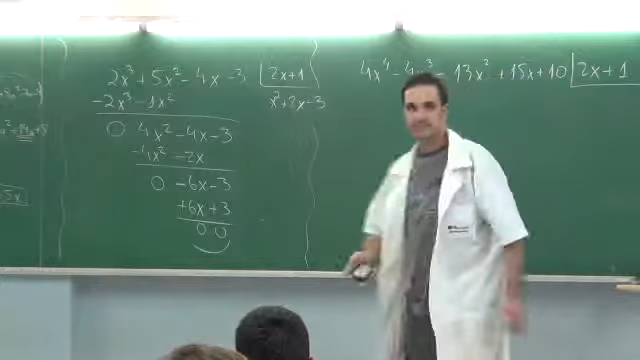 2x³ + 5x² - 4x - 3 | 2x+1
-2x³ - 1x²
x² + 2x - 3
0 4x² - 4x - 3
-4x² - 2x
0 - 6x - 3
+6x + 3
0 0
4x⁴ - 4x³ - 13x² + 15x + 10 | 2x + 1